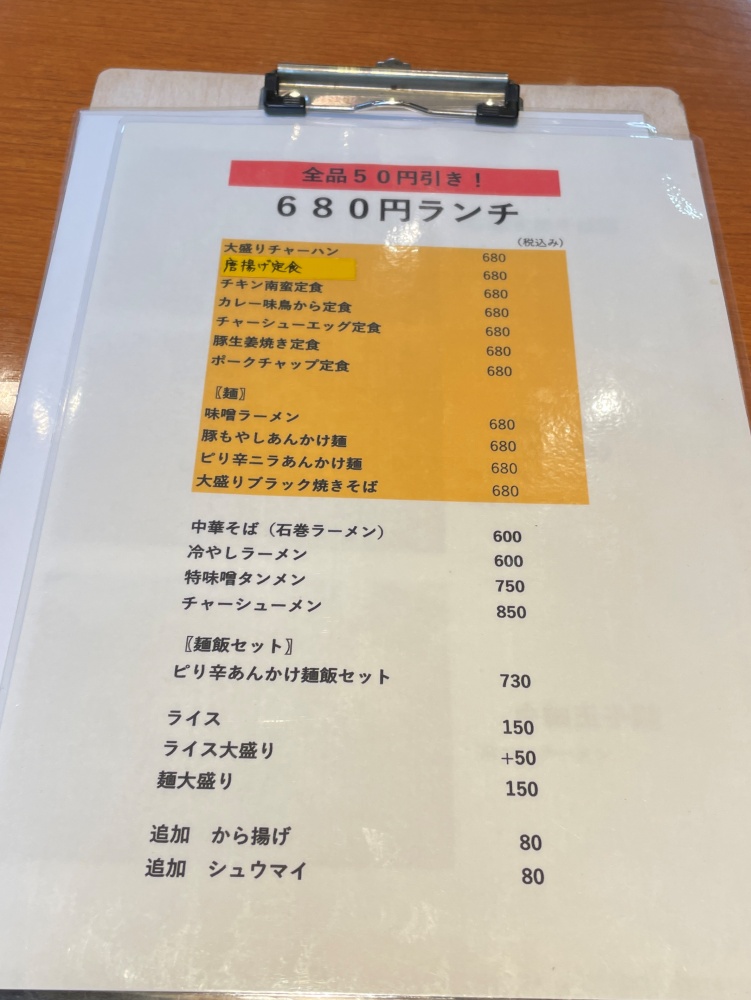 全品５０円引き！
６８０円ランチ
（税込み）
大盛りチャーハン 680
唐揚げ定食 680
チキン南蛮定食 680
カレー味鳥から定食 680
チャーシューエッグ定食 680
豚生姜焼き定食 680
ポークチャップ定食 680
〖麺〗
味噌ラーメン 680
豚もやしあんかけ麺 680
ピリ辛ニラあんかけ麺 680
大盛りブラック焼きそば 680
中華そば（石巻ラーメン） 600
冷やしラーメン 600
特味噌タンメン 750
チャーシューメン 850
〖麺飯セット〗
ピリ辛あんかけ麺飯セット 730
ライス 150
ライス大盛り +50
麺大盛り 150
追加　から揚げ 80
追加　シュウマイ 80